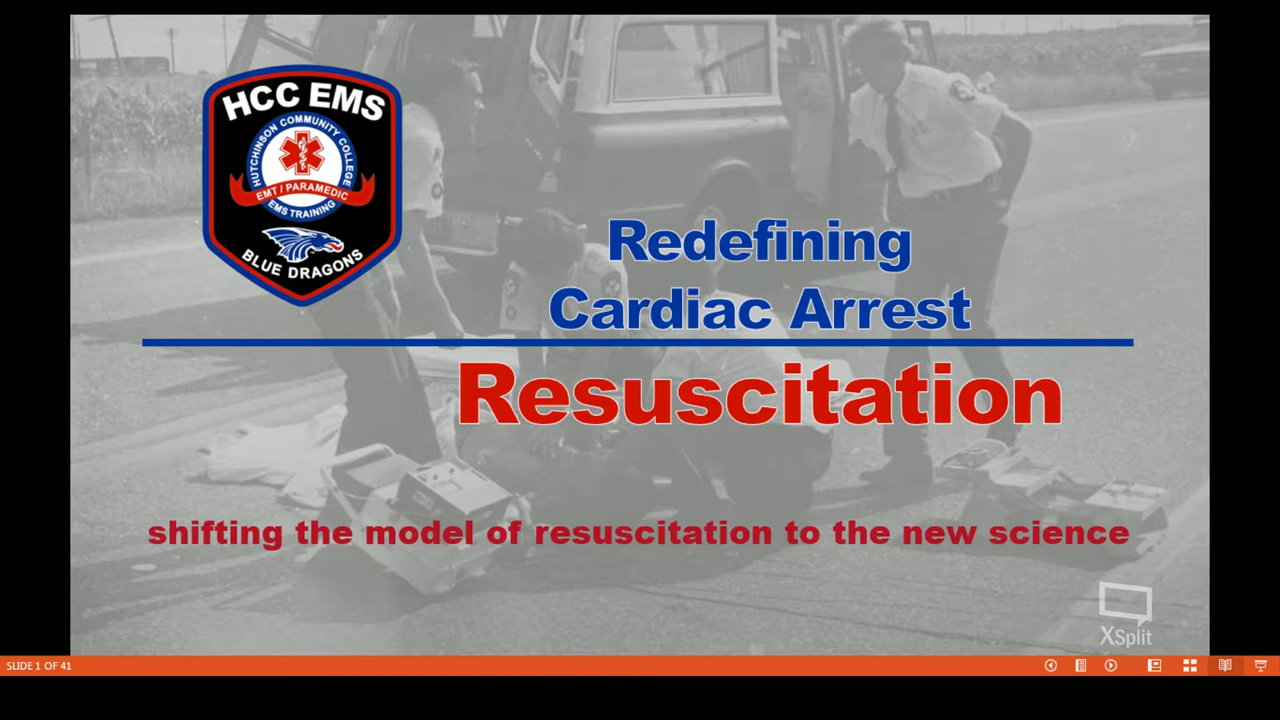 HCC EMS
HUTCHINSON COMMUNITY COLLEGE
EMT / PARAMEDIC
EMS TRAINING
BLUE DRAGONS
Redefining
Cardiac Arrest
Resuscitation
shifting the model of resuscitation to the new science
XSplit
SLIDE 1 OF 41